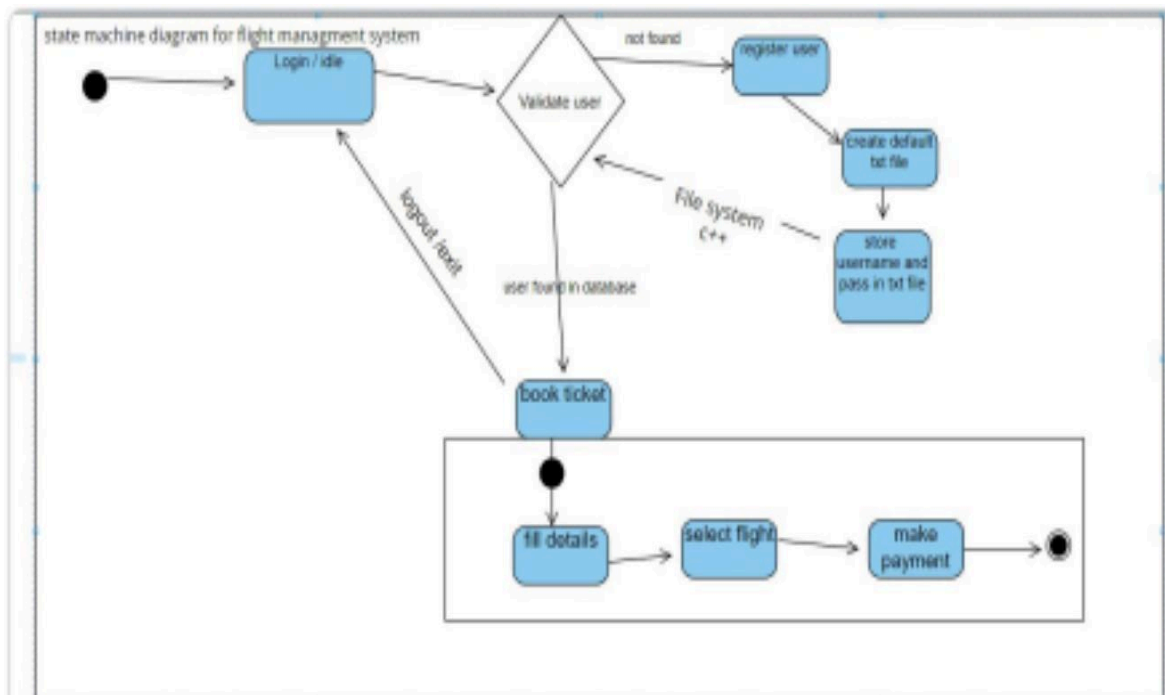 state machine diagram for flight managment system
Login / idle
not found
register user
Validate user
create default
txt file
File system
c++
store
username and
pass in txt file
logout /exit
user found in database
book ticket
fill details
select flight
make
payment